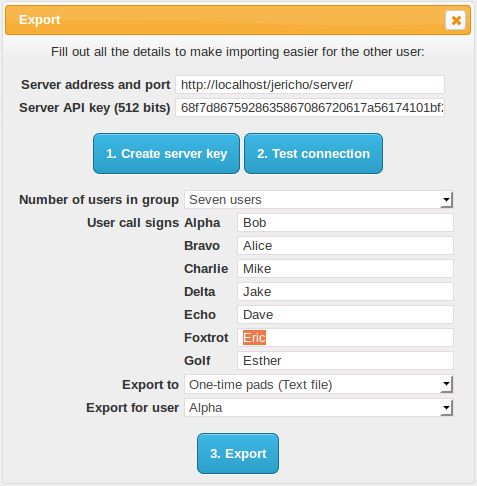 Export
Fill out all the details to make importing easier for the other user:
Server address and port http://localhost/jericho/server/
Server API key (512 bits) 68f7d8675928635867086720617a56174101bf2
1. Create server key 2. Test connection
Number of users in group Seven users
User call signs Alpha Bob
Bravo Alice
Charlie Mike
Delta Jake
Echo Dave
Foxtrot Eric
Golf Esther
Export to One-time pads (Text file)
Export for user Alpha
3. Export